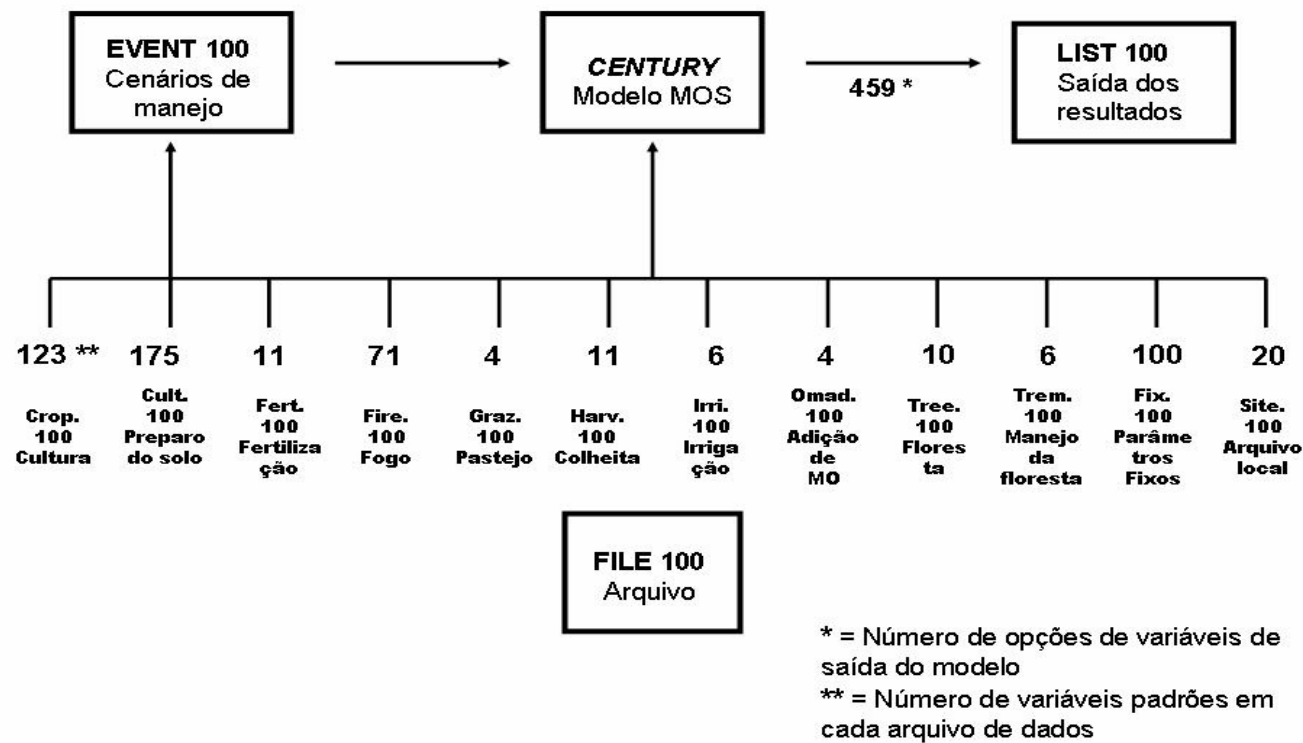 EVENT 100
Cenários de
manejo
CENTURY
Modelo MOS
459 *
LIST 100
Saída dos
resultados
123 **
175
11
71
4
11
6
4
10
6
100
20
Crop.
100
Cultura
Cult.
100
Preparo
do solo
Fert.
100
Fertiliza
ção
Fire.
100
Fogo
Graz.
100
Pastejo
Harv.
100
Colheita
Irri.
100
Irriga
ção
Omad.
100
Adição
de
MO
Tree.
100
Flores
ta
Trem.
100
Manejo
da
floresta
Fix.
100
Parâme
tros
Fixos
Site.
100
Arquivo
local
FILE 100
Arquivo
* = Número de opções de variáveis de
saída do modelo
** = Número de variáveis padrões em
cada arquivo de dados